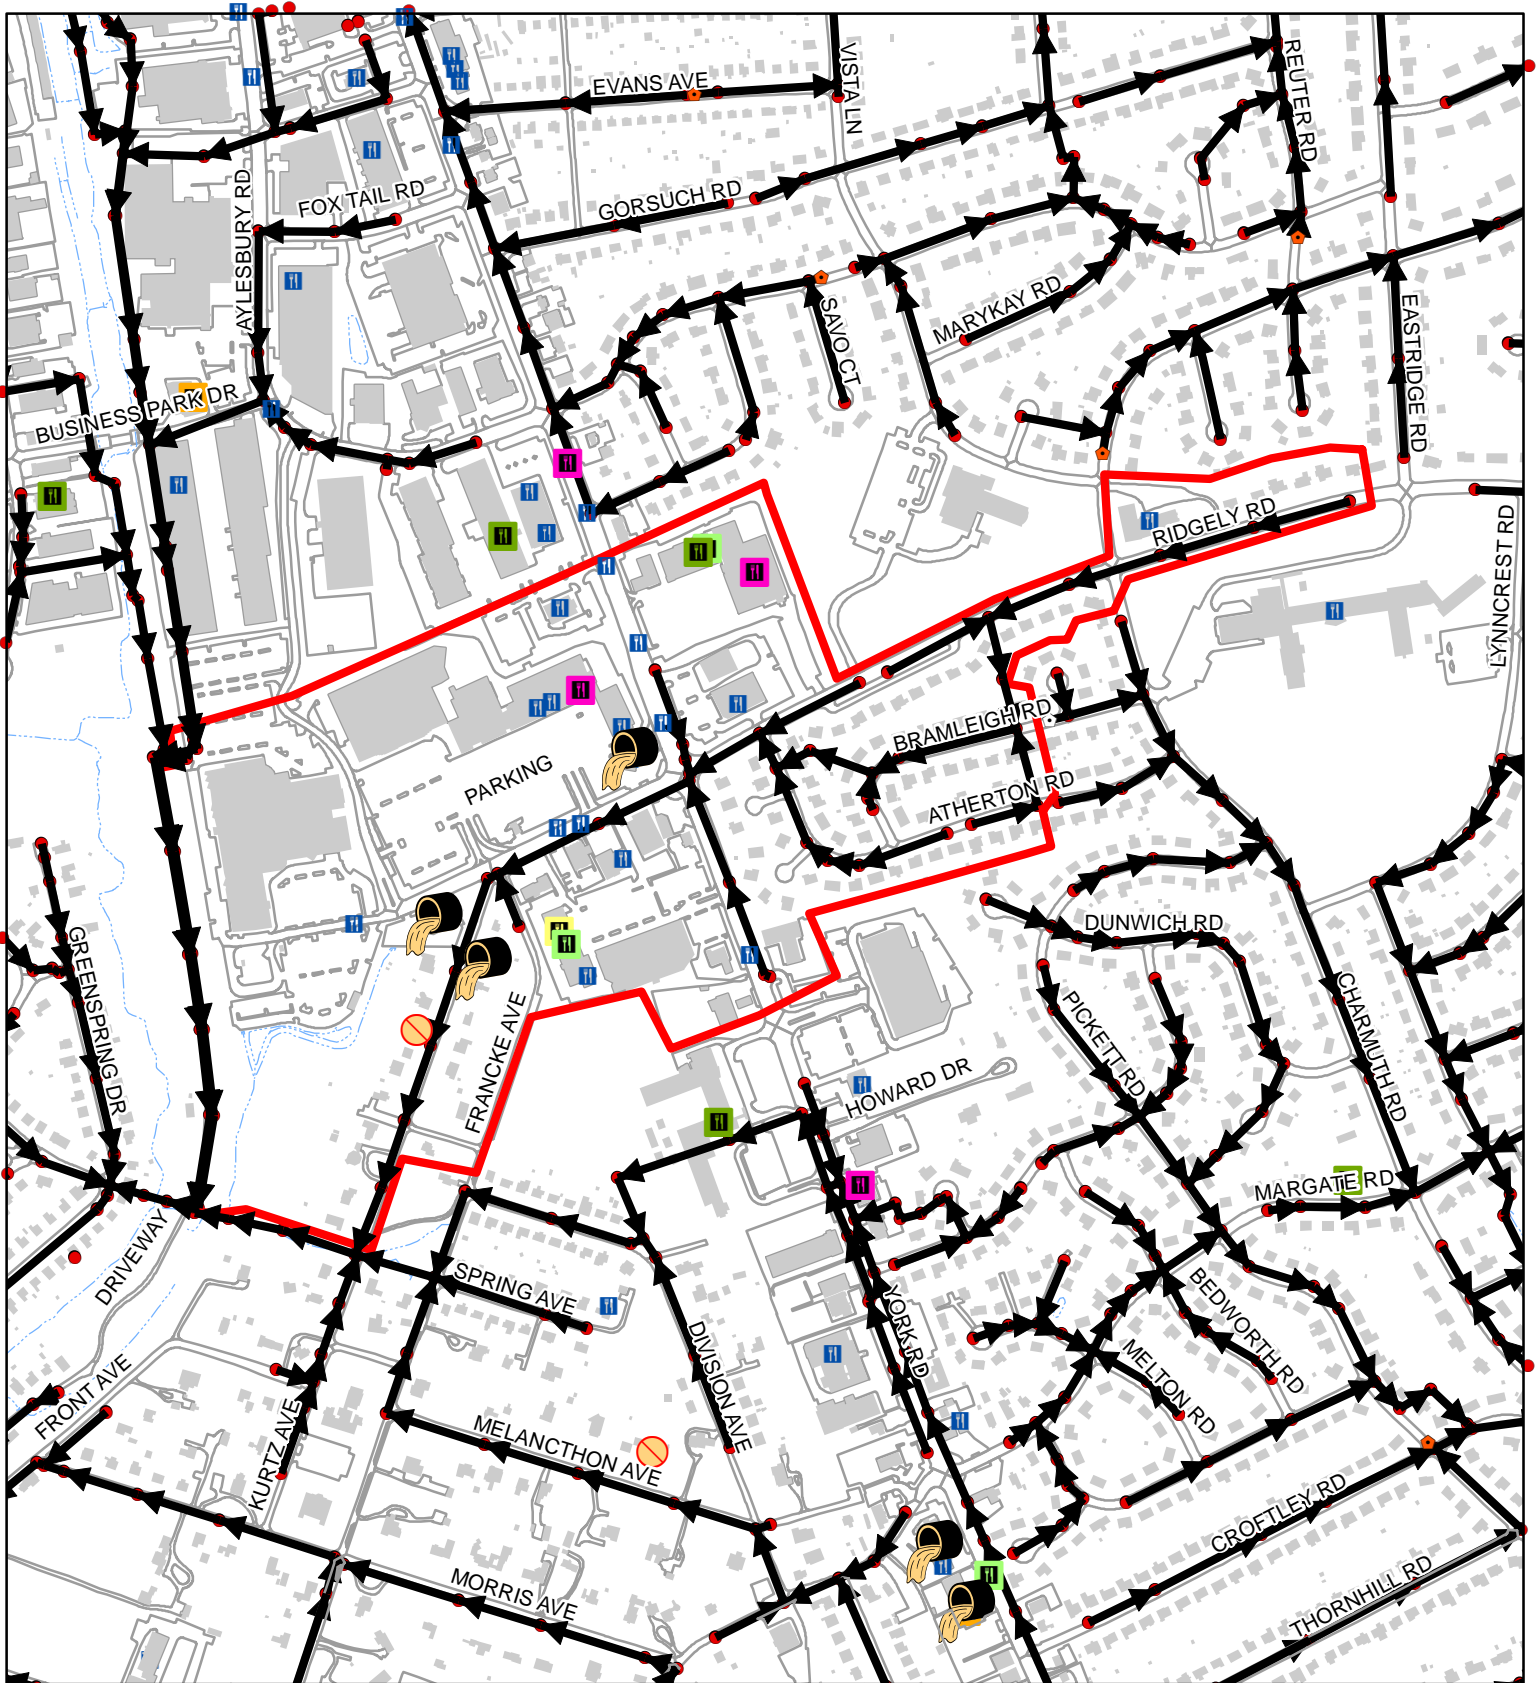 EVANS AVE
VISTA LN
REUTER RD
FOX TAIL RD
GORSUCH RD
AYLESBURY RD
MARYKAY RD
SAVO CT
EASTRIDGE RD
BUSINESS PARK DR
RIDGELY RD
LYNNCREST RD
BRAMLEIGH RD
PARKING
ATHERTON RD
DUNWICH RD
GREENSPRING DR
PICKETT RD
CHARMUTH RD
FRANCKE AVE
HOWARD DR
MARGATE RD
DRIVEWAY
SPRING AVE
YORK RD
BEDWORTH RD
DIVISION AVE
MELTON RD
FRONT AVE
KURTZ AVE
MELANCTHON AVE
CROFTLEY RD
MORRIS AVE
THORNHILL RD